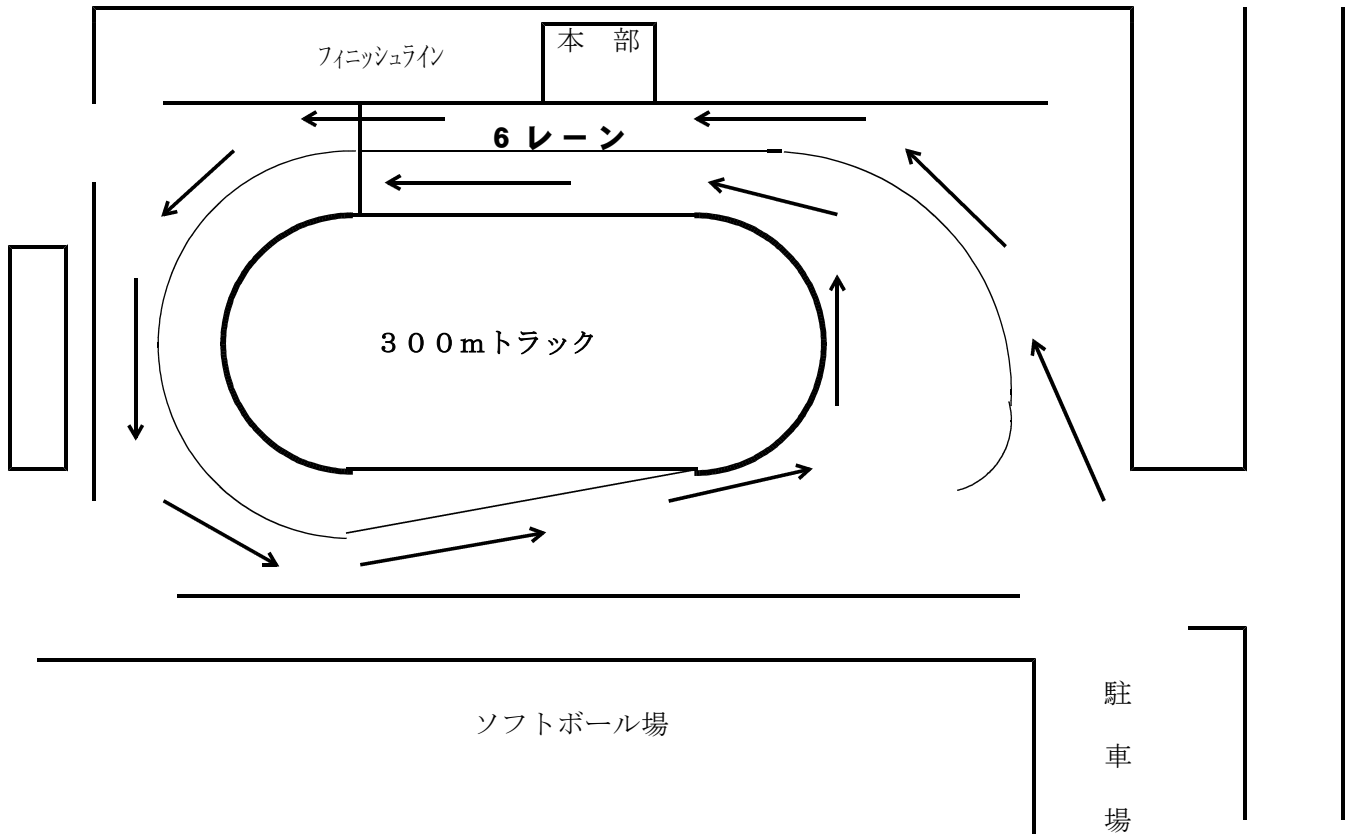 本　部
フィニッシュライン
6 レーン
３００ｍトラック
ソフトボール場
駐
車
場